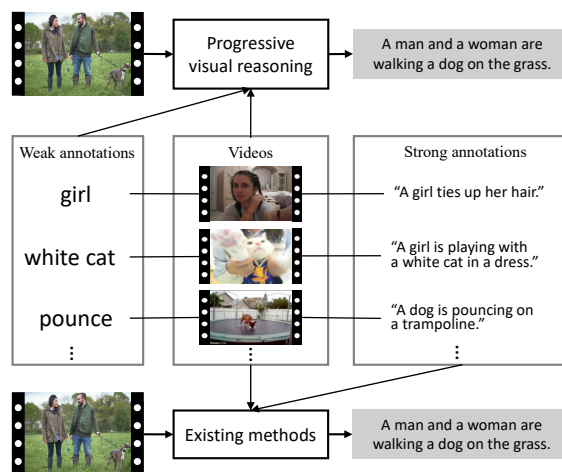 Progressive
visual reasoning
A man and a woman are
walking a dog on the grass.
Weak annotations
Videos
Strong annotations
girl
“A girl ties up her hair.”
white cat
“A girl is playing with
a white cat in a dress.”
pounce
“A dog is pouncing on
a trampoline.”
Existing methods
A man and a woman are
walking a dog on the grass.